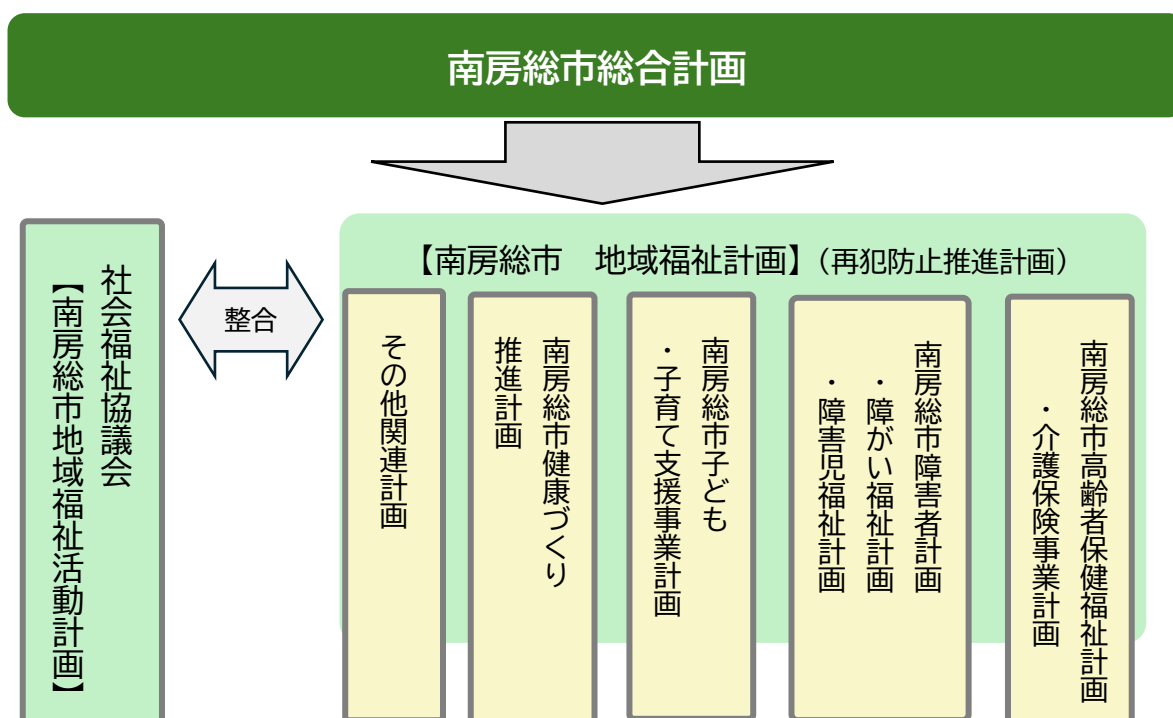 南房総市総合計画
【南房総市　地域福祉計画】（再犯防止推進計画）
社会福祉協議会
【南房総市地域福祉活動計画】
整合
南房総市高齢者保健福祉計画
・介護保険事業計画
南房総市障害者計画
・障がい福祉計画
・障害児福祉計画
南房総市子ども
・子育て支援事業計画
南房総市健康づくり
推進計画
その他関連計画